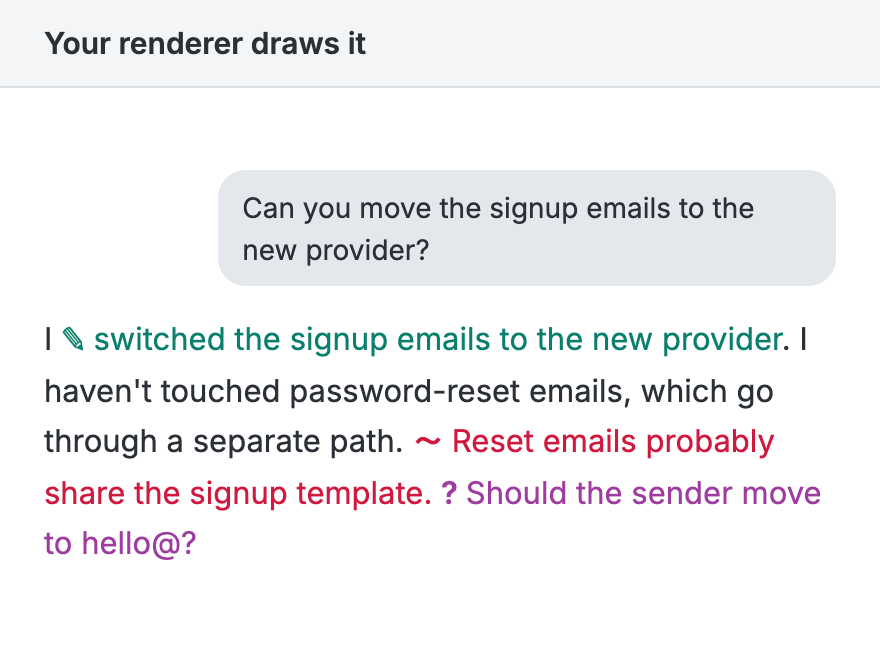 Your renderer draws it
Can you move the signup emails to the
new provider?
I ✎ switched the signup emails to the new provider. I
haven't touched password-reset emails, which go
through a separate path. ~ Reset emails probably
share the signup template. ? Should the sender move
to hello@?